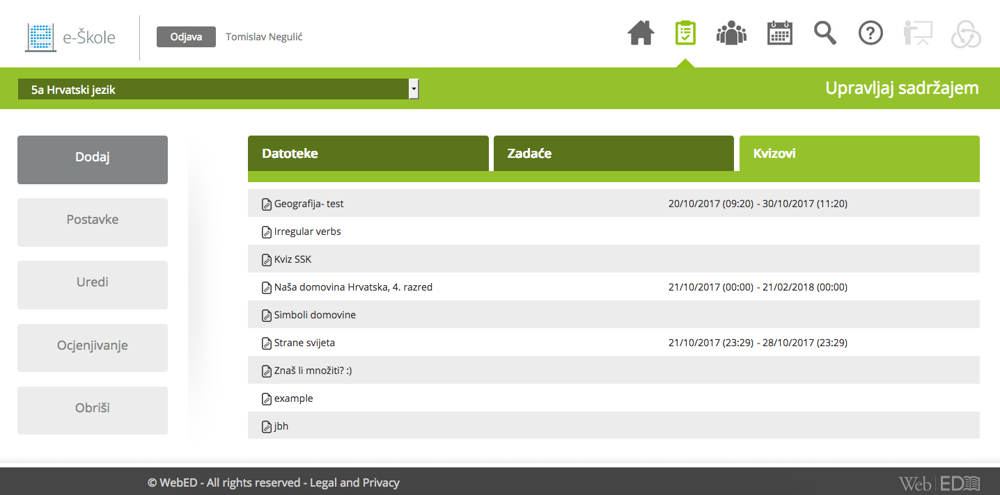 e-Škole
Odjava Tomislav Negulić
?
5a Hrvatski jezik
Upravljaj sadržajem
Dodaj
Postavke
Uredi
Ocjenjivanje
Obriši
Datoteke Zadaće Kvizovi
Geografija- test 20/10/2017 (09:20) - 30/10/2017 (11:20)
Irregular verbs
Kviz SSK
Naša domovina Hrvatska, 4. razred 21/10/2017 (00:00) - 21/02/2018 (00:00)
Simboli domovine
Strane svijeta 21/10/2017 (23:29) - 28/10/2017 (23:29)
Znaš li množiti? :)
example
jbh
© WebED - All rights reserved - Legal and Privacy
Web ED